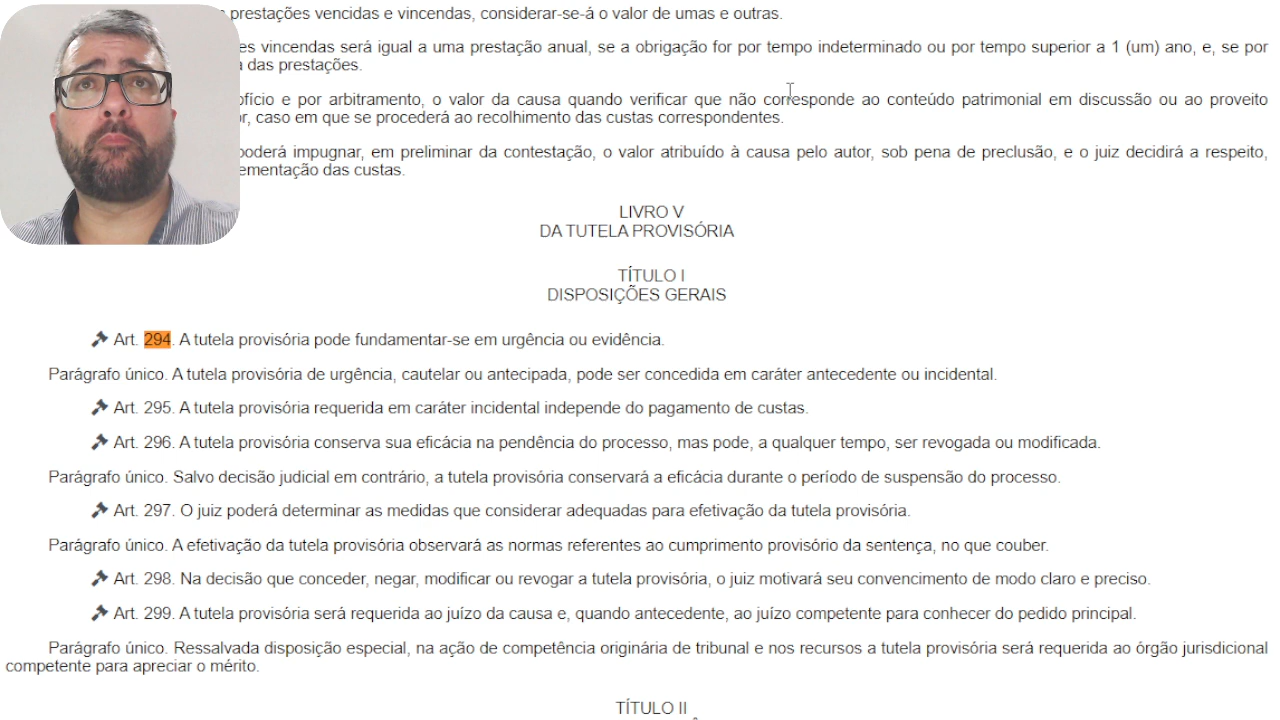 prestações vencidas e vincendas, considerar-se-á o valor de umas e outras.
es vincendas será igual a uma prestação anual, se a obrigação for por tempo indeterminado ou por tempo superior a 1 (um) ano, e, se por
a das prestações.
ofício e por arbitramento, o valor da causa quando verificar que não corresponde ao conteúdo patrimonial em discussão ou ao proveito
or, caso em que se procederá ao recolhimento das custas correspondentes.
poderá impugnar, em preliminar da contestação, o valor atribuído à causa pelo autor, sob pena de preclusão, e o juiz decidirá a respeito,
ementação das custas.
LIVRO V
DA TUTELA PROVISÓRIA
TÍTULO I
DISPOSIÇÕES GERAIS
Art. 294. A tutela provisória pode fundamentar-se em urgência ou evidência.
Parágrafo único. A tutela provisória de urgência, cautelar ou antecipada, pode ser concedida em caráter antecedente ou incidental.
Art. 295. A tutela provisória requerida em caráter incidental independe do pagamento de custas.
Art. 296. A tutela provisória conserva sua eficácia na pendência do processo, mas pode, a qualquer tempo, ser revogada ou modificada.
Parágrafo único. Salvo decisão judicial em contrário, a tutela provisória conservará a eficácia durante o período de suspensão do processo.
Art. 297. O juiz poderá determinar as medidas que considerar adequadas para efetivação da tutela provisória.
Parágrafo único. A efetivação da tutela provisória observará as normas referentes ao cumprimento provisório da sentença, no que couber.
Art. 298. Na decisão que conceder, negar, modificar ou revogar a tutela provisória, o juiz motivará seu convencimento de modo claro e preciso.
Art. 299. A tutela provisória será requerida ao juízo da causa e, quando antecedente, ao juízo competente para conhecer do pedido principal.
Parágrafo único. Ressalvada disposição especial, na ação de competência originária de tribunal e nos recursos a tutela provisória será requerida ao órgão jurisdicional
competente para apreciar o mérito.
TÍTULO II